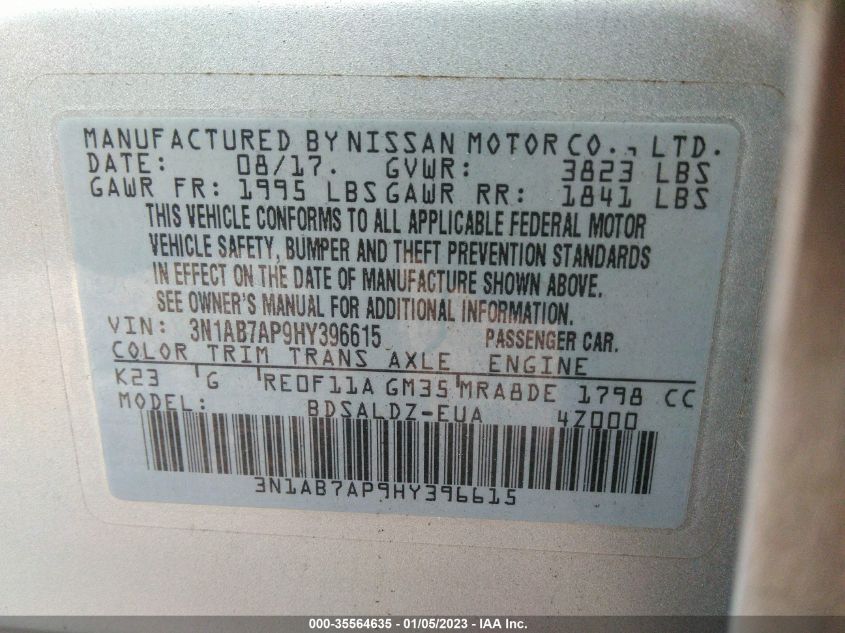 MANUFACTURED BY NISSAN MOTOR CO., LTD.
DATE: 08/17. GVWR: 3823 LBS
GAWR FR: 1995 LBS GAWR RR: 1841 LBS
THIS VEHICLE CONFORMS TO ALL APPLICABLE FEDERAL MOTOR
VEHICLE SAFETY, BUMPER AND THEFT PREVENTION STANDARDS
IN EFFECT ON THE DATE OF MANUFACTURE SHOWN ABOVE.
SEE OWNER'S MANUAL FOR ADDITIONAL INFORMATION.
VIN: 3N1AB7AP9HY396615 PASSENGER CAR.
COLOR TRIM TRANS AXLE ENGINE
K23 G RE0F11A GM35 MRA8DE 1798 CC
MODEL: BDSALDZ-EUA 4Z000
3N1AB7AP9HY396615
000-35564635 - 01/05/2023 - IAA Inc.